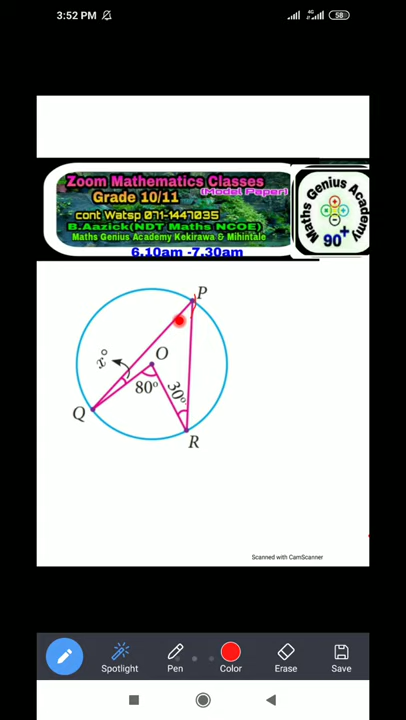 3:52 PM
4G
58
Zoom Mathematics Classes
(Model Paper)
Grade 10/11
cont Watsp 071-1447035
B.Aazick(NDT Maths NCOE)
Maths Genius Academy Kekirawa & Mihintale
6.10am -7.30am
Maths Genius Academy
90+
P
x°
O
80°
30°
Q
R
Scanned with CamScanner
Spotlight
Pen
Color
Erase
Save